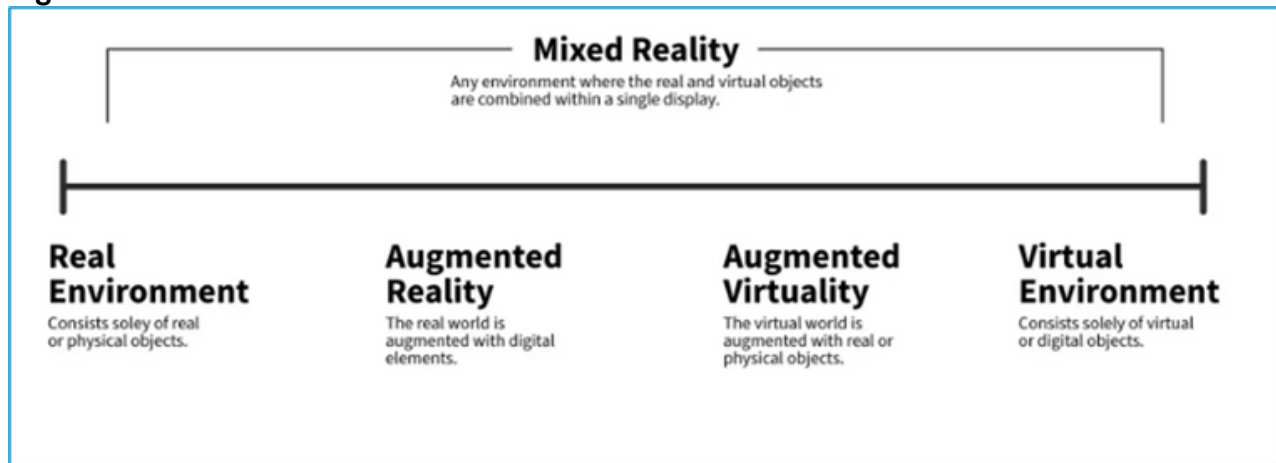 Mixed Reality
Any environment where the real and virtual objects
are combined within a single display.
Real
Environment
Consists soley of real
or physical objects.
Augmented
Reality
The real world is
augmented with digital
elements.
Augmented
Virtuality
The virtual world is
augmented with real or
physical objects.
Virtual
Environment
Consists solely of virtual
or digital objects.